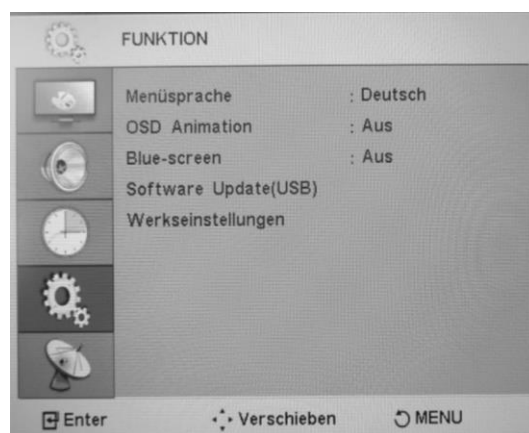 FUNKTION
Menüsprache : Deutsch
OSD Animation : Aus
Blue-screen : Aus
Software Update(USB)
Werkseinstellungen
Enter Verschieben MENU